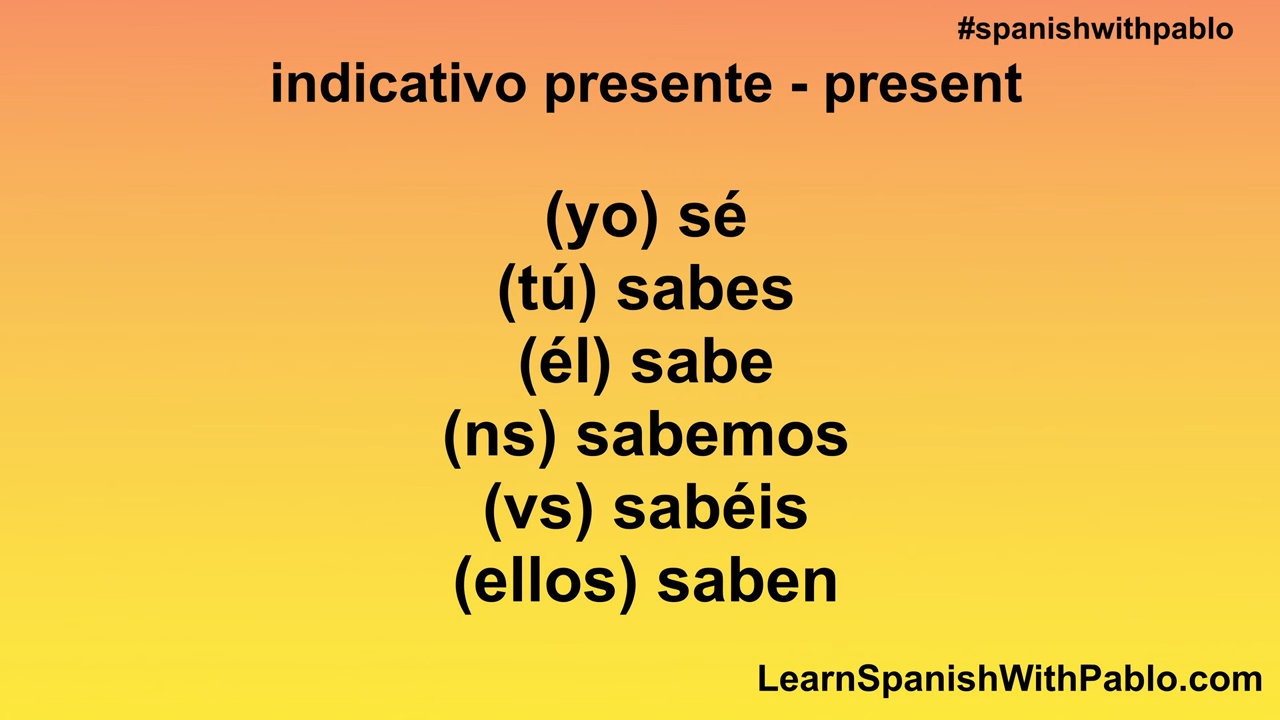 #spanishwithpablo
indicativo presente - present
(yo) sé
(tú) sabes
(él) sabe
(ns) sabemos
(vs) sabéis
(ellos) saben
LearnSpanishWithPablo.com